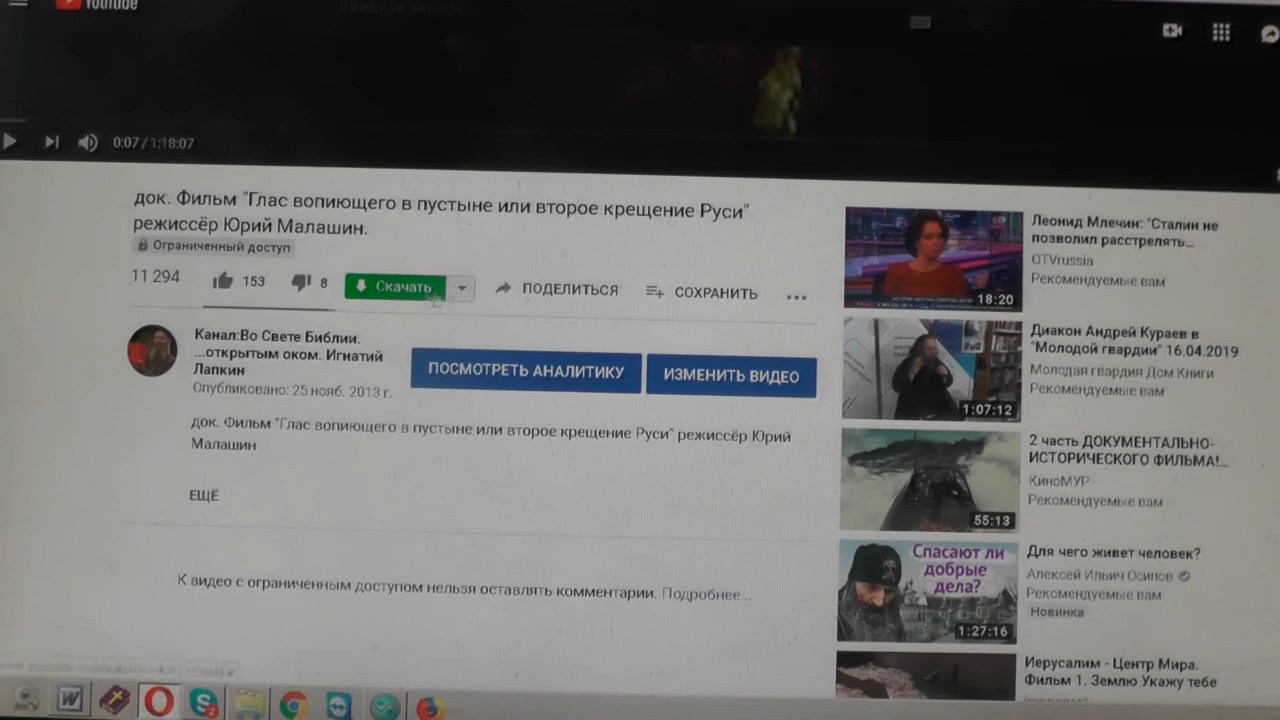 YouTube
Введите запрос
0:07 / 1:18:07
док. Фильм "Глас вопиющего в пустыне или второе крещение Руси"
режиссёр Юрий Малашин.
Ограниченный доступ
11 294
153
8
Скачать
ПОДЕЛИТЬСЯ
СОХРАНИТЬ
Канал:Во Свете Библии.
...открытым оком. Игнатий
Лапкин
Опубликовано: 25 нояб. 2013 г.
ПОСМОТРЕТЬ АНАЛИТИКУ
ИЗМЕНИТЬ ВИДЕО
док. Фильм "Глас вопиющего в пустыне или второе крещение Руси" режиссёр Юрий
Малашин
ЕЩЁ
К видео с ограниченным доступом нельзя оставлять комментарии. Подробнее...
18:20
Леонид Млечин: "Сталин не
позволил расстрелять...
OTVrussia
Рекомендуемые вам
1:07:12
Диакон Андрей Кураев в
"Молодой гвардии" 16.04.2019
Молодая гвардия Дом Книги
Рекомендуемые вам
55:13
2 часть ДОКУМЕНТАЛЬНО-
ИСТОРИЧЕСКОГО ФИЛЬМА!...
КиноМУР
Рекомендуемые вам
Спасают ли
добрые
дела?
1:27:16
Для чего живет человек?
Алексей Ильич Осипов
Рекомендуемые вам
Новинка
Иерусалим - Центр Мира.
Фильм 1. Землю Укажу тебе